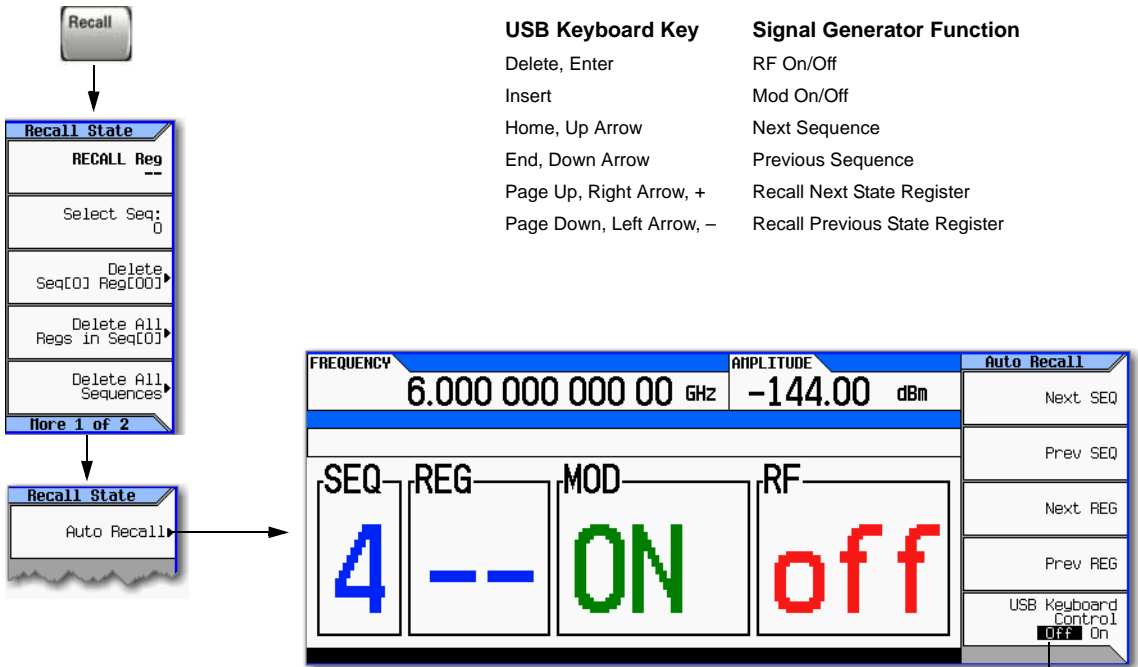 Recall
USB Keyboard Key Signal Generator Function
Delete, Enter RF On/Off
Insert Mod On/Off
Home, Up Arrow Next Sequence
End, Down Arrow Previous Sequence
Page Up, Right Arrow, + Recall Next State Register
Page Down, Left Arrow, – Recall Previous State Register
Recall State
RECALL Reg
--
Select Seq:
0
Delete
Seq[0] Reg[00]
Delete All
Regs in Seq[0]
Delete All
Sequences
More 1 of 2
Recall State
Auto Recall
FREQUENCY
6.000 000 000 00 GHz
AMPLITUDE
-144.00 dBm
SEQ
4
REG
--
MOD
ON
RF
off
Auto Recall
Next SEQ
Prev SEQ
Next REG
Prev REG
USB Keyboard
Control
Off On